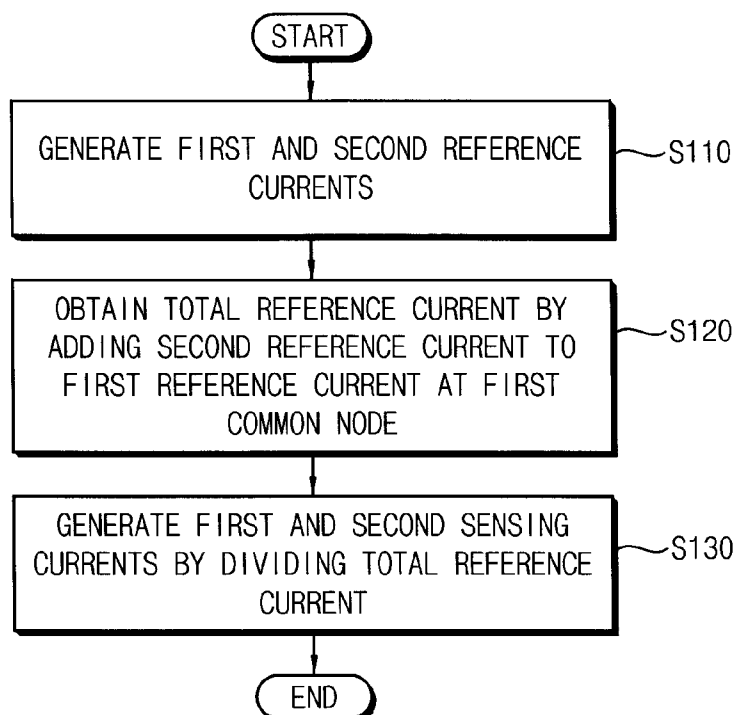 START
GENERATE FIRST AND SECOND REFERENCE
CURRENTS
S110
OBTAIN TOTAL REFERENCE CURRENT BY
ADDING SECOND REFERENCE CURRENT TO
FIRST REFERENCE CURRENT AT FIRST
COMMON NODE
S120
GENERATE FIRST AND SECOND SENSING
CURRENTS BY DIVIDING TOTAL REFERENCE
CURRENT
S130
END